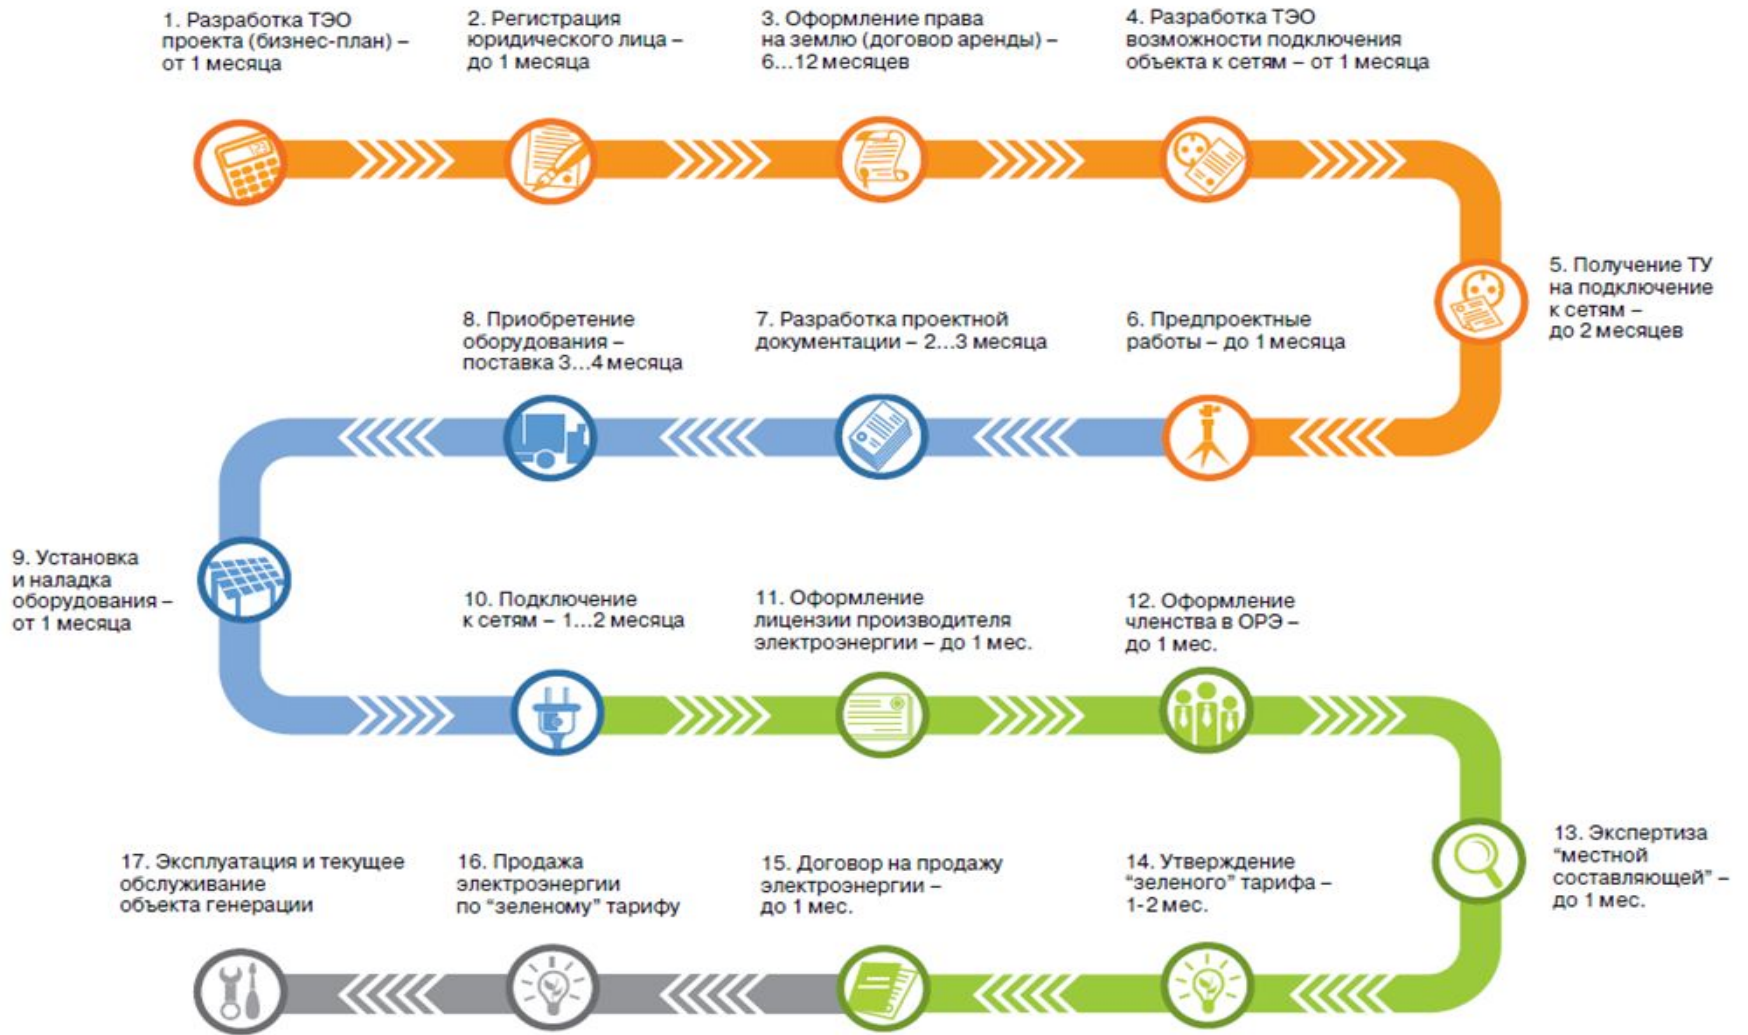 1. Разработка ТЭО
проекта (бизнес-план) –
от 1 месяца
2. Регистрация
юридического лица –
до 1 месяца
3. Оформление права
на землю (договор аренды) –
6...12 месяцев
4. Разработка ТЭО
возможности подключения
объекта к сетям – от 1 месяца
5. Получение ТУ
на подключение
к сетям –
до 2 месяцев
6. Предпроектные
работы – до 1 месяца
7. Разработка проектной
документации – 2...3 месяца
8. Приобретение
оборудования –
поставка 3...4 месяца
9. Установка
и наладка
оборудования –
от 1 месяца
10. Подключение
к сетям – 1...2 месяца
11. Оформление
лицензии производителя
электроэнергии – до 1 мес.
12. Оформление
членства в ОРЭ –
до 1 мес.
13. Экспертиза
“местной
составляющей” –
до 1 мес.
14. Утверждение
“зеленого” тарифа –
1-2 мес.
15. Договор на продажу
электроэнергии –
до 1 мес.
16. Продажа
электроэнергии
по “зеленому” тарифу
17. Эксплуатация и текущее
обслуживание
объекта генерации
123